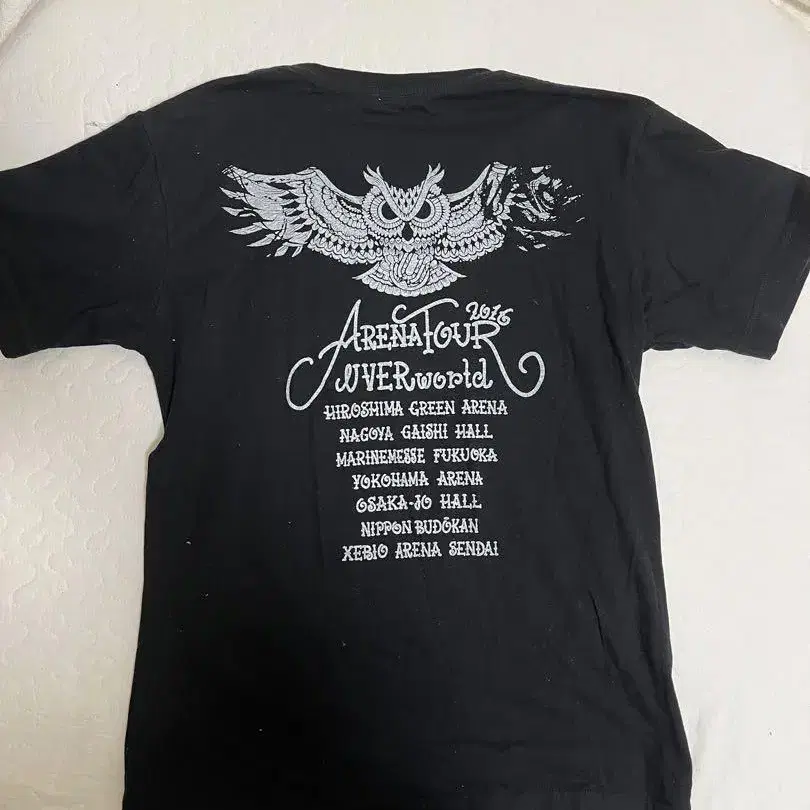 2016
ARENA TOUR
UVERworld
HIROSHIMA GREEN ARENA
NAGOYA GAISHI HALL
MARINEMESSE FUKUOKA
YOKOHAMA ARENA
OSAKA-JO HALL
NIPPON BUDŌKAN
XEBIO ARENA SENDAI